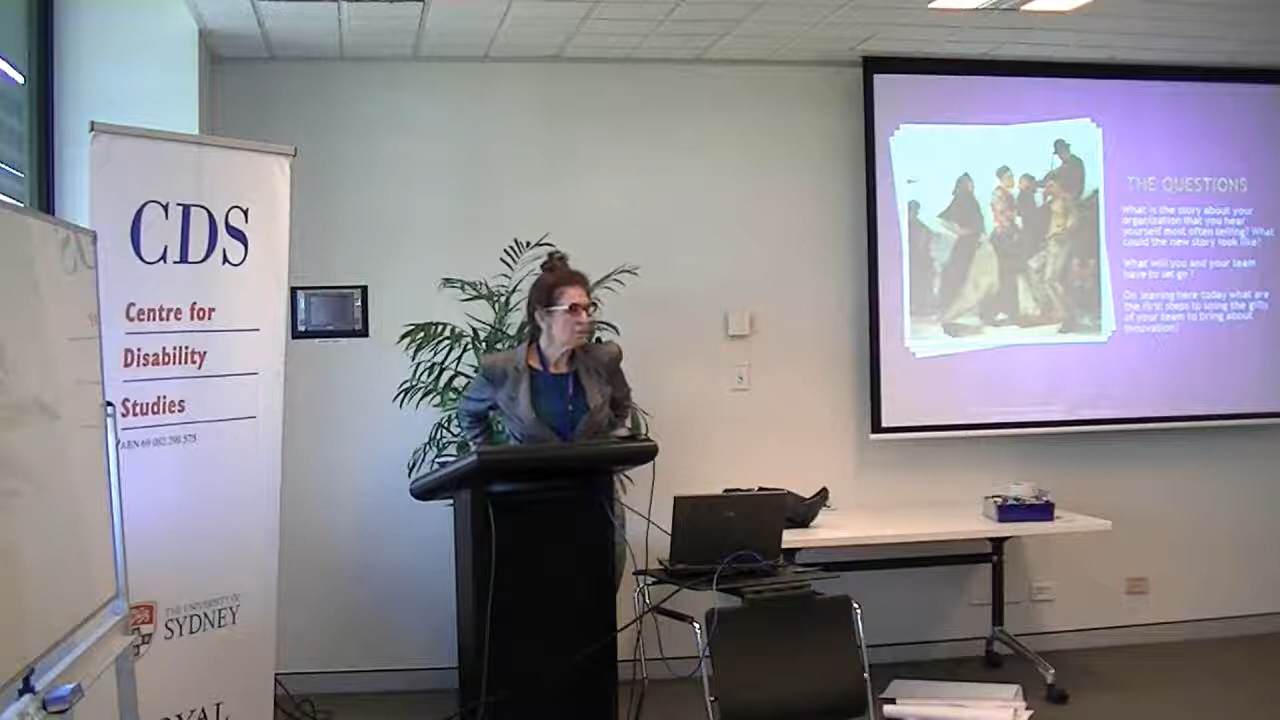 CDS
Centre for
Disability
Studies
ABN 69 082 298 575
THE UNIVERSITY OF
SYDNEY
THE QUESTIONS
What is the story about your
organization that you hear
yourself most often telling? What
could the new story look like?
What will you and your team
have to let go ?
On leaving here today what are
the first steps to using the gifts
of your team to bring about
innovation?